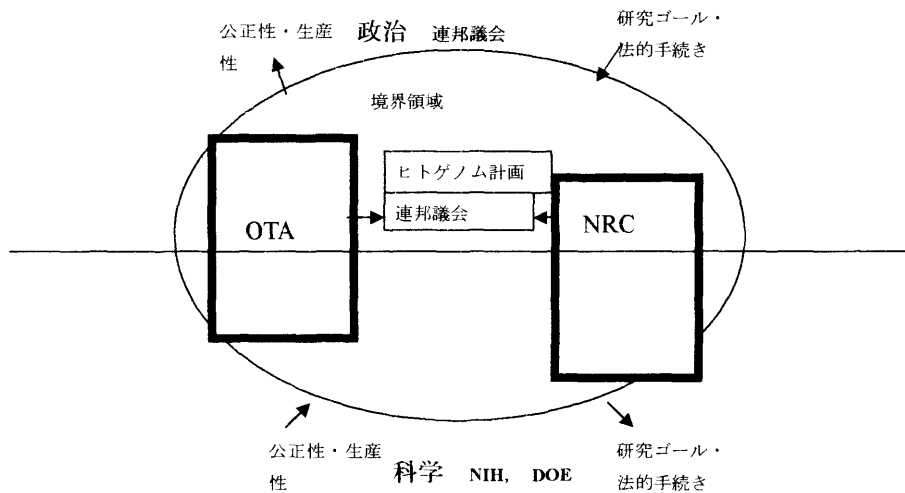 公正性・生産
性
政治 連邦議会
研究ゴール・
法的手続き
境界領域
ヒトゲノム計画
連邦議会
OTA
NRC
公正性・生産
性
科学 NIH, DOE
研究ゴール・
法的手続き